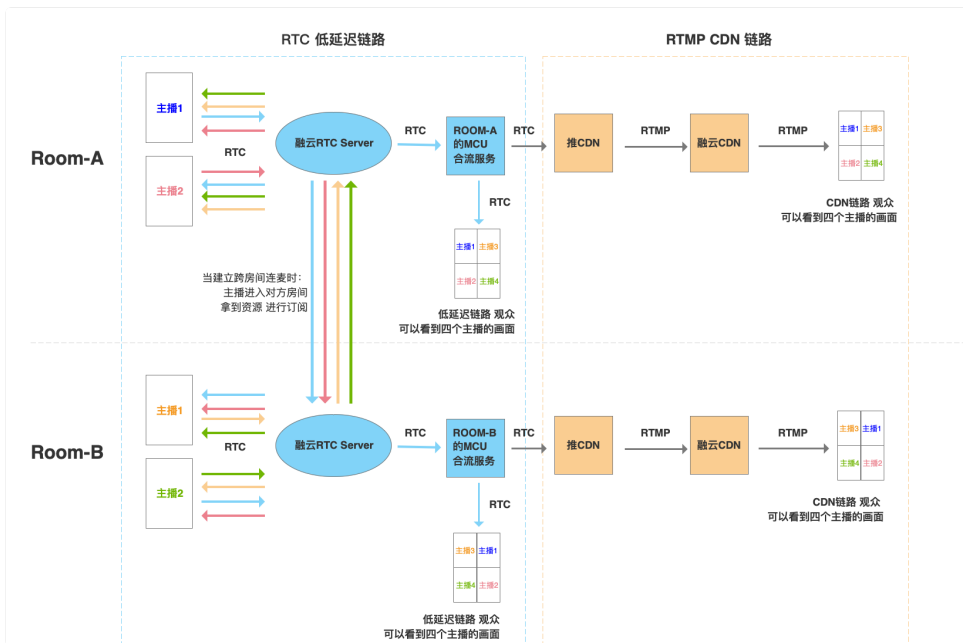 RTC 低延迟链路
RTMP CDN 链路
Room-A
主播1
主播2
RTC
融云RTC Server
RTC
ROOM-A
的MCU
合流服务
RTC
推CDN
RTMP
融云CDN
RTMP
主播1 主播3
主播2 主播4
CDN链路 观众
可以看到四个主播的画面
RTC
主播1 主播3
主播2 主播4
低延迟链路 观众
可以看到四个主播的画面
当建立跨房间连麦时：
主播进入对方房间
拿到资源 进行订阅
Room-B
主播1
主播2
RTC
融云RTC Server
RTC
ROOM-B
的MCU
合流服务
RTC
推CDN
RTMP
融云CDN
RTMP
主播3 主播1
主播4 主播2
CDN链路 观众
可以看到四个主播的画面
RTC
主播3 主播1
主播4 主播2
低延迟链路 观众
可以看到四个主播的画面